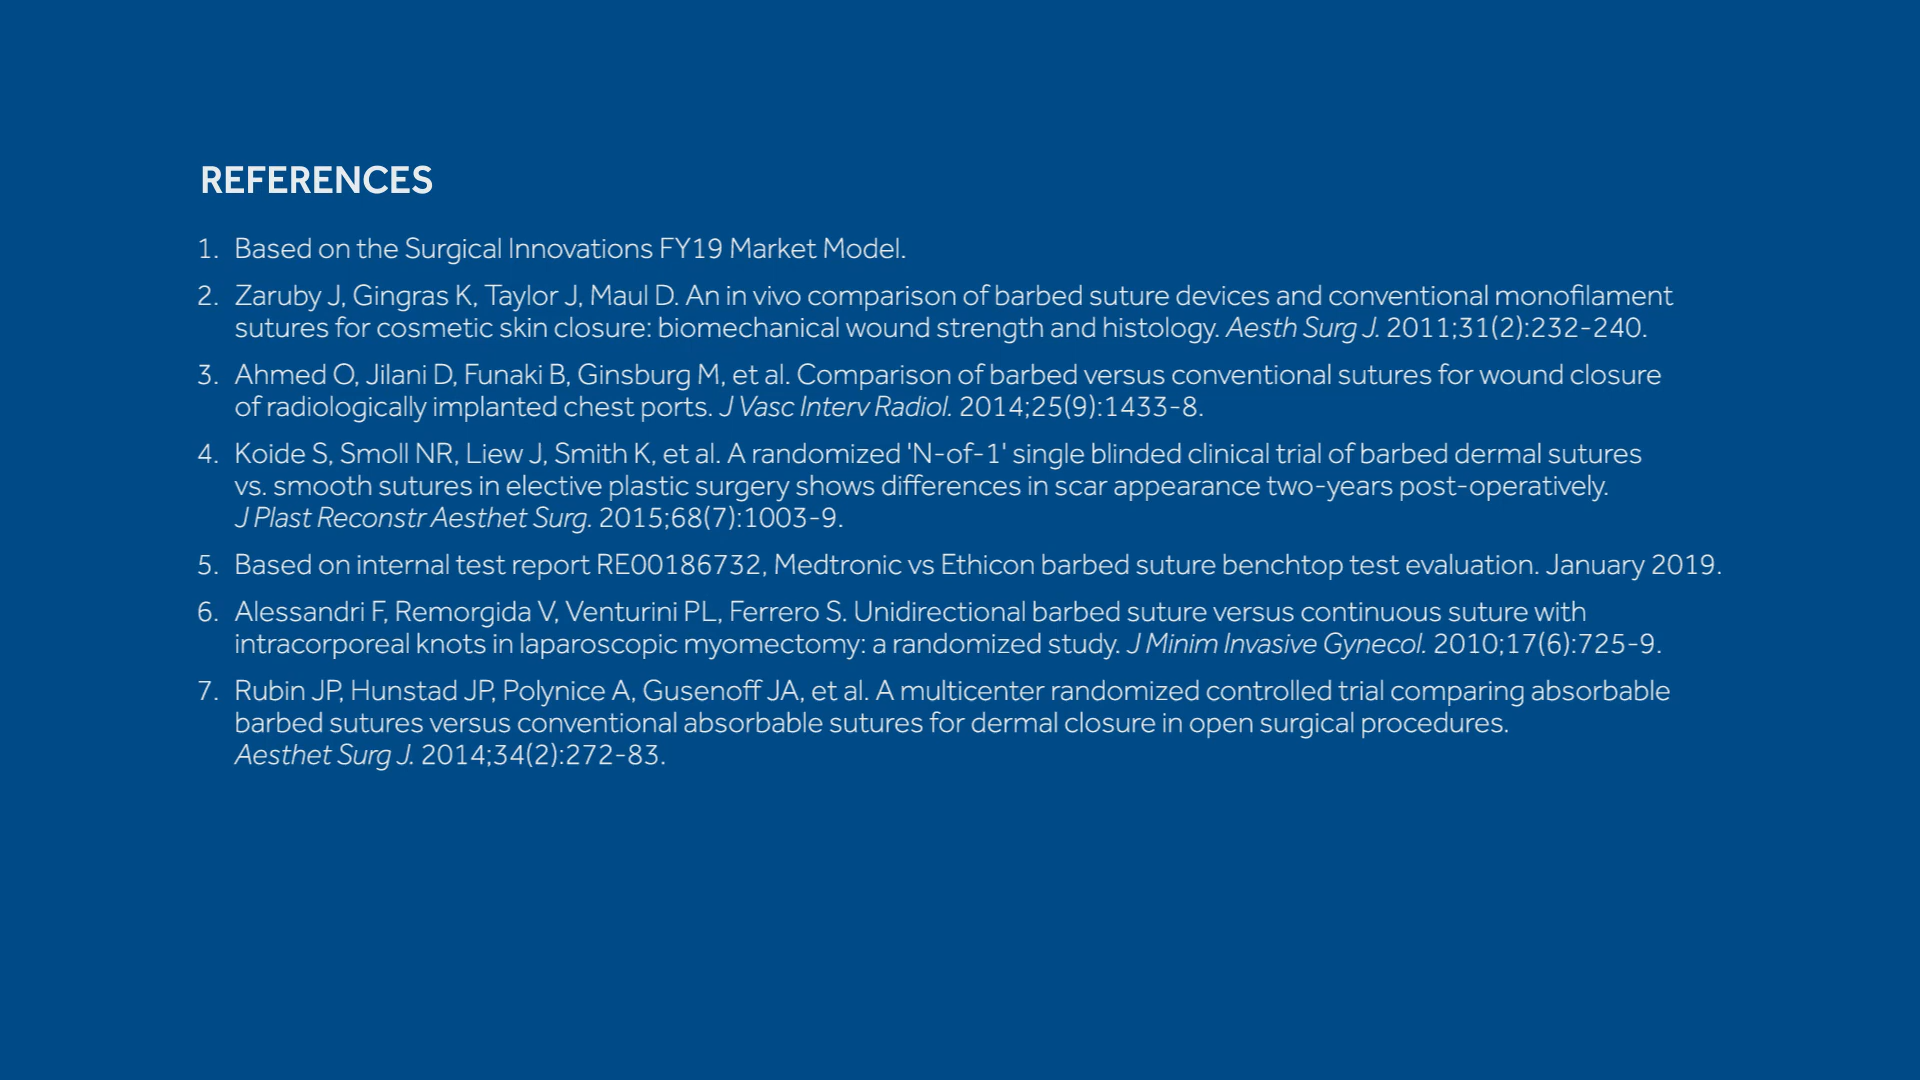 REFERENCES
1. Based on the Surgical Innovations FY19 Market Model.
2. Zaruby J, Gingras K, Taylor J, Maul D. An in vivo comparison of barbed suture devices and conventional monofilament
sutures for cosmetic skin closure: biomechanical wound strength and histology. Aesth Surg J. 2011;31(2):232-240.
3. Ahmed O, Jilani D, Funaki B, Ginsburg M, et al. Comparison of barbed versus conventional sutures for wound closure
of radiologically implanted chest ports. J Vasc Interv Radiol. 2014;25(9):1433-8.
4. Koide S, Smoll NR, Liew J, Smith K, et al. A randomized 'N-of-1' single blinded clinical trial of barbed dermal sutures
vs. smooth sutures in elective plastic surgery shows differences in scar appearance two-years post-operatively.
J Plast Reconstr Aesthet Surg. 2015;68(7):1003-9.
5. Based on internal test report RE00186732, Medtronic vs Ethicon barbed suture benchtop test evaluation. January 2019.
6. Alessandri F, Remorgida V, Venturini PL, Ferrero S. Unidirectional barbed suture versus continuous suture with
intracorporeal knots in laparoscopic myomectomy: a randomized study. J Minim Invasive Gynecol. 2010;17(6):725-9.
7. Rubin JP, Hunstad JP, Polynice A, Gusenoff JA, et al. A multicenter randomized controlled trial comparing absorbable
barbed sutures versus conventional absorbable sutures for dermal closure in open surgical procedures.
Aesthet Surg J. 2014;34(2):272-83.